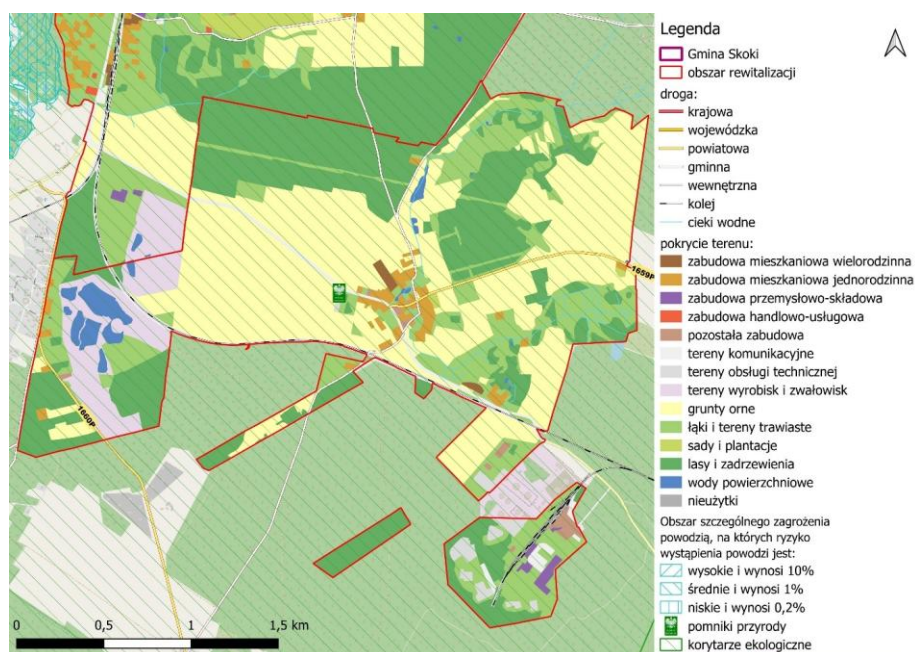 Legenda
Gmina Skoki
obszar rewitalizacji
droga:
krajowa
wojewódzka
powiatowa
gminna
wewnętrzna
kolej
cieki wodne
pokrycie terenu:
zabudowa mieszkaniowa wielorodzinna
zabudowa mieszkaniowa jednorodzinna
zabudowa przemysłowo-składowa
zabudowa handlowo-usługowa
pozostała zabudowa
tereny komunikacyjne
tereny obsługi technicznej
tereny wyrobisk i zwałowisk
grunty orne
łąki i tereny trawiaste
sady i plantacje
lasy i zadrzewienia
wody powierzchniowe
nieużytki
Obszar szczególnego zagrożenia
powodzią, na których ryzyko
wystąpienia powodzi jest:
wysokie i wynosi 10%
średnie i wynosi 1%
niskie i wynosi 0,2%
pomniki przyrody
korytarze ekologiczne
1659P
1660P
0 0,5 1 1,5 km